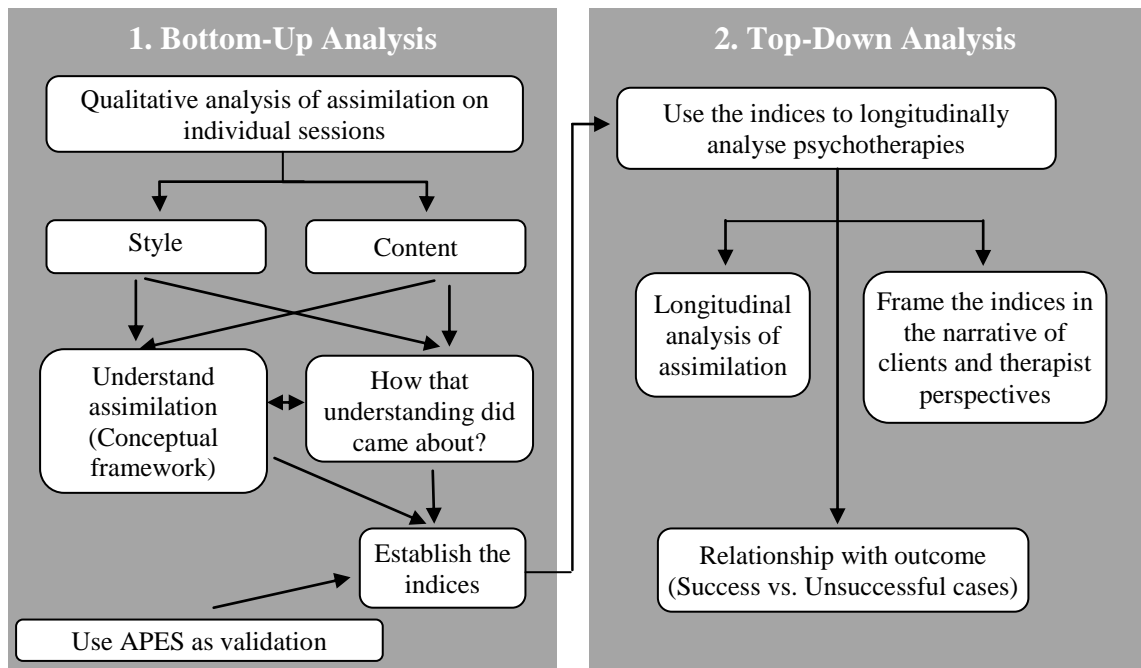 1. Bottom-Up Analysis
Qualitative analysis of assimilation on
individual sessions
Style
Content
Understand
assimilation
(Conceptual
framework)
How that
understanding did
came about?
Establish the
indices
Use APES as validation
2. Top-Down Analysis
Use the indices to longitudinally
analyse psychotherapies
Longitudinal
analysis of
assimilation
Frame the indices in
the narrative of
clients and therapist
perspectives
Relationship with outcome
(Success vs. Unsuccessful cases)